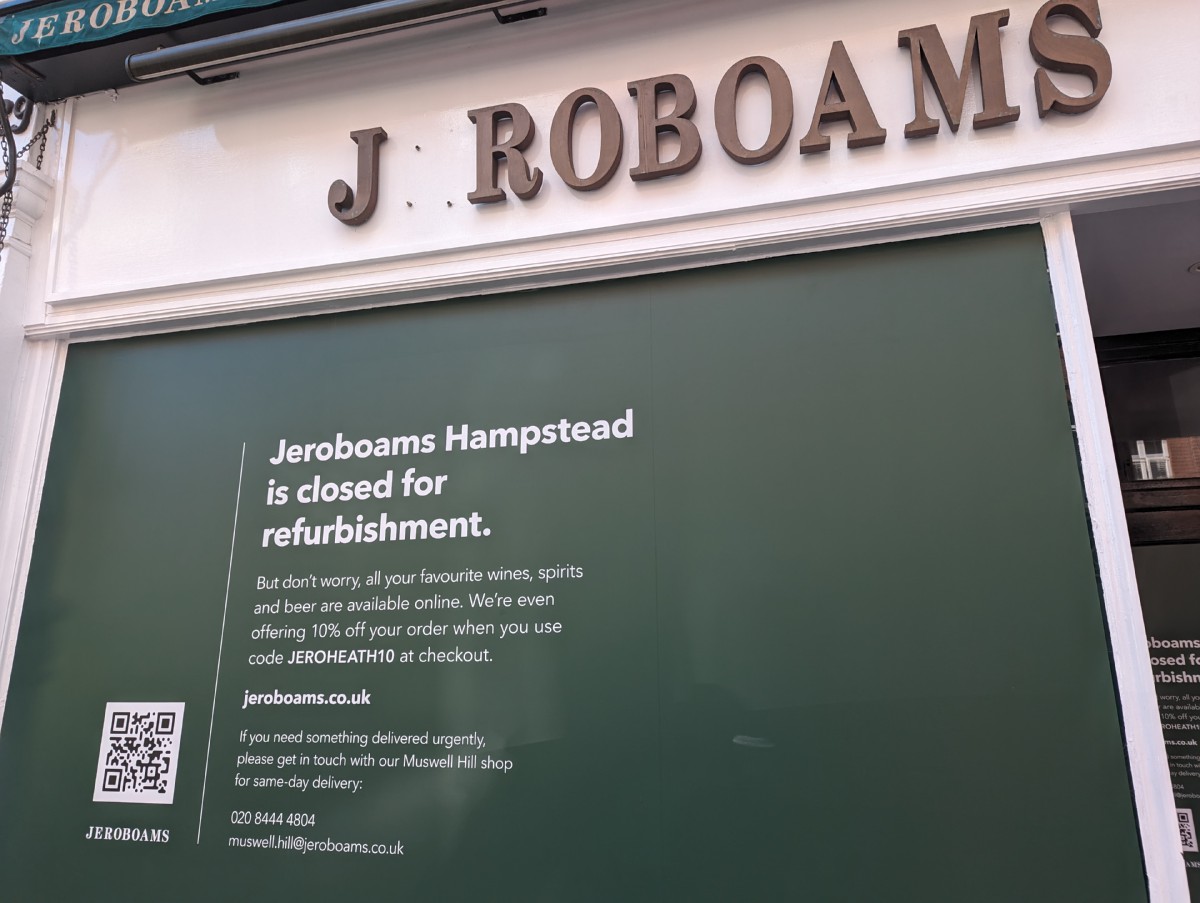 JEROBOAMS
J ROBOAMS
Jeroboams Hampstead
is closed for
refurbishment.
But don't worry, all your favourite wines, spirits
and beer are available online. We're even
offering 10% off your order when you use
code JEROHEATH10 at checkout.
jeroboams.co.uk
If you need something delivered urgently,
please get in touch with our Muswell Hill shop
for same-day delivery:
020 8444 4804
muswell.hill@jeroboams.co.uk
JEROBOAMS